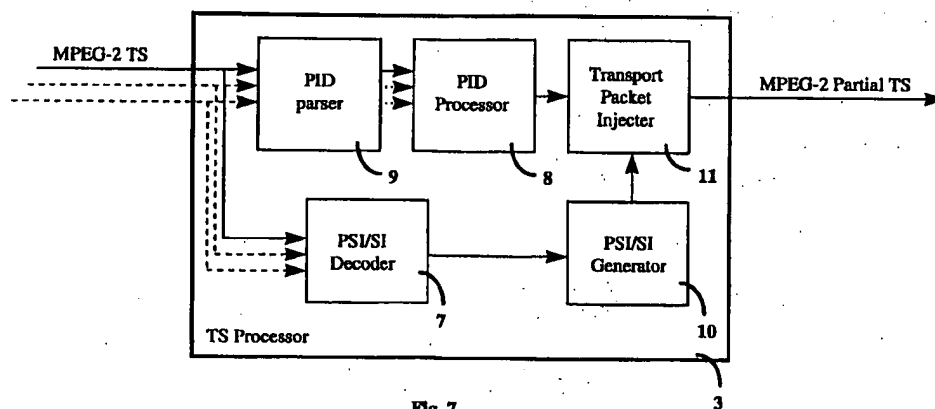 MPEG-2 TS
PID
parser
9
PID
Processor
8
Transport
Packet
Injecter
11
MPEG-2 Partial TS
PSI/SI
Decoder
7
PSI/SI
Generator
10
TS Processor
3
Fig. 7